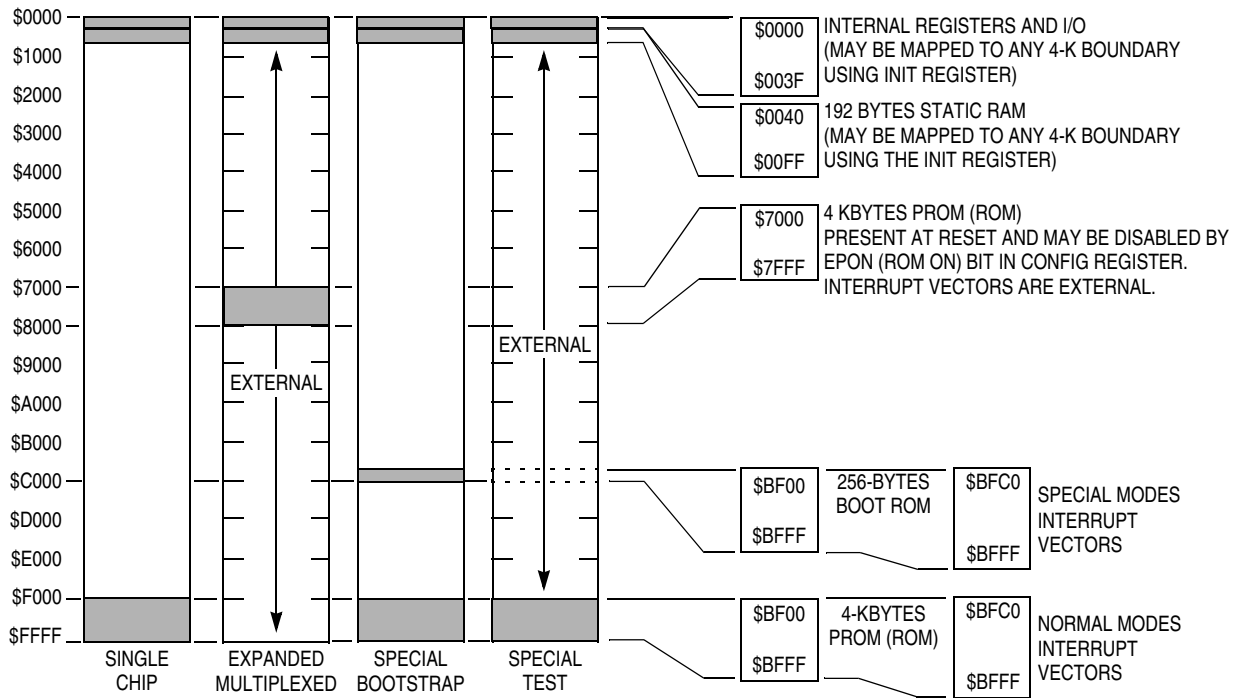 $0000
$1000
$2000
$3000
$4000
$5000
$6000
$7000
$8000
$9000
$A000
$B000
$C000
$D000
$E000
$F000
$FFFF
EXTERNAL
EXTERNAL
SINGLE
CHIP
EXPANDED
MULTIPLEXED
SPECIAL
BOOTSTRAP
SPECIAL
TEST
$0000
$003F
INTERNAL REGISTERS AND I/O
(MAY BE MAPPED TO ANY 4-K BOUNDARY
USING INIT REGISTER)
$0040
$00FF
192 BYTES STATIC RAM
(MAY BE MAPPED TO ANY 4-K BOUNDARY
USING THE INIT REGISTER)
$7000
$7FFF
4 KBYTES PROM (ROM)
PRESENT AT RESET AND MAY BE DISABLED BY
EPON (ROM ON) BIT IN CONFIG REGISTER.
INTERRUPT VECTORS ARE EXTERNAL.
$BF00
$BFFF
256-BYTES
BOOT ROM
$BFC0
$BFFF
SPECIAL MODES
INTERRUPT
VECTORS
$BF00
$BFFF
4-KBYTES
PROM (ROM)
$BFC0
$BFFF
NORMAL MODES
INTERRUPT
VECTORS